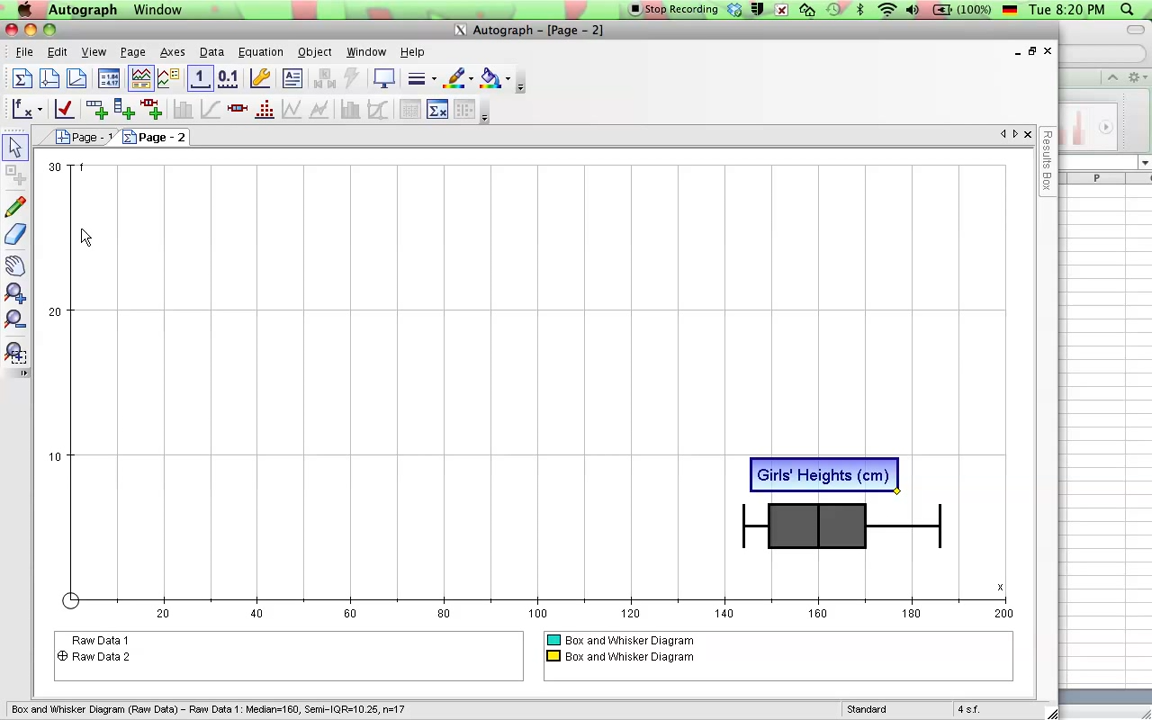 Autograph Window Stop Recording (100%) Tue 8:20 PM
Autograph - [Page - 2]
File Edit View Page Axes Data Equation Object Window Help
1 0.1
Page - 1 Page - 2
Results Box
P
30 f
20
10
Girls' Heights (cm)
x
20 40 60 80 100 120 140 160 180 200
Raw Data 1
Raw Data 2
Box and Whisker Diagram
Box and Whisker Diagram
Box and Whisker Diagram (Raw Data) - Raw Data 1: Median=160, Semi-IQR=10.25, n=17 Standard 4 s.f.